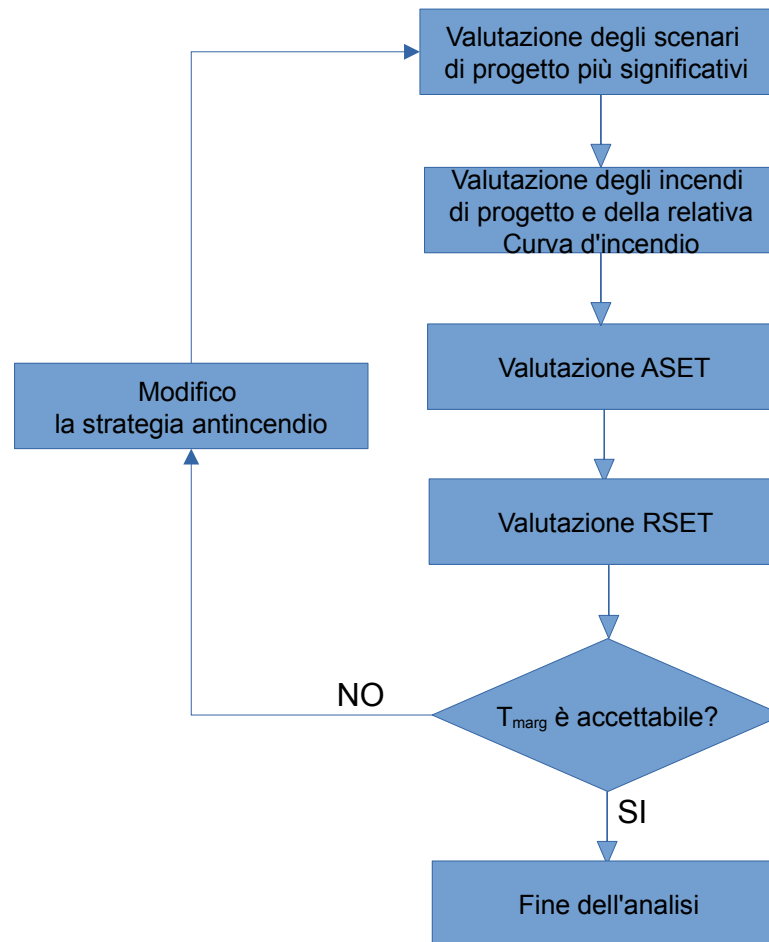 Valutazione degli scenari
di progetto più significativi
Valutazione degli incendi
di progetto e della relativa
Curva d'incendio
Valutazione ASET
Modifico
la strategia antincendio
Valutazione RSET
NO
Tmarg è accettabile?
SI
Fine dell'analisi